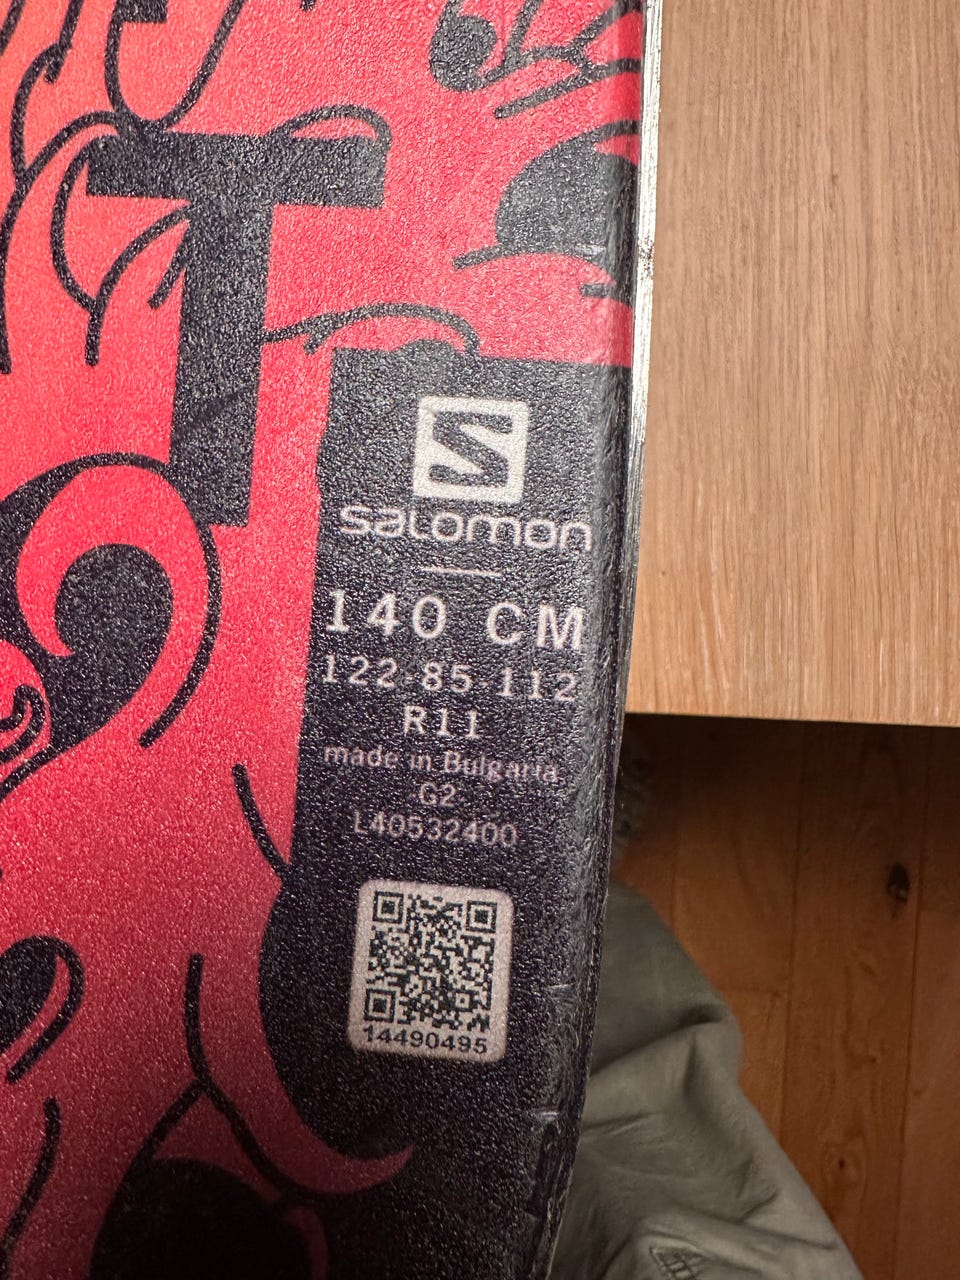 T
S
salomon
140 CM
122-85-112
R11
made in Bulgaria
G2
L40532400
14490495